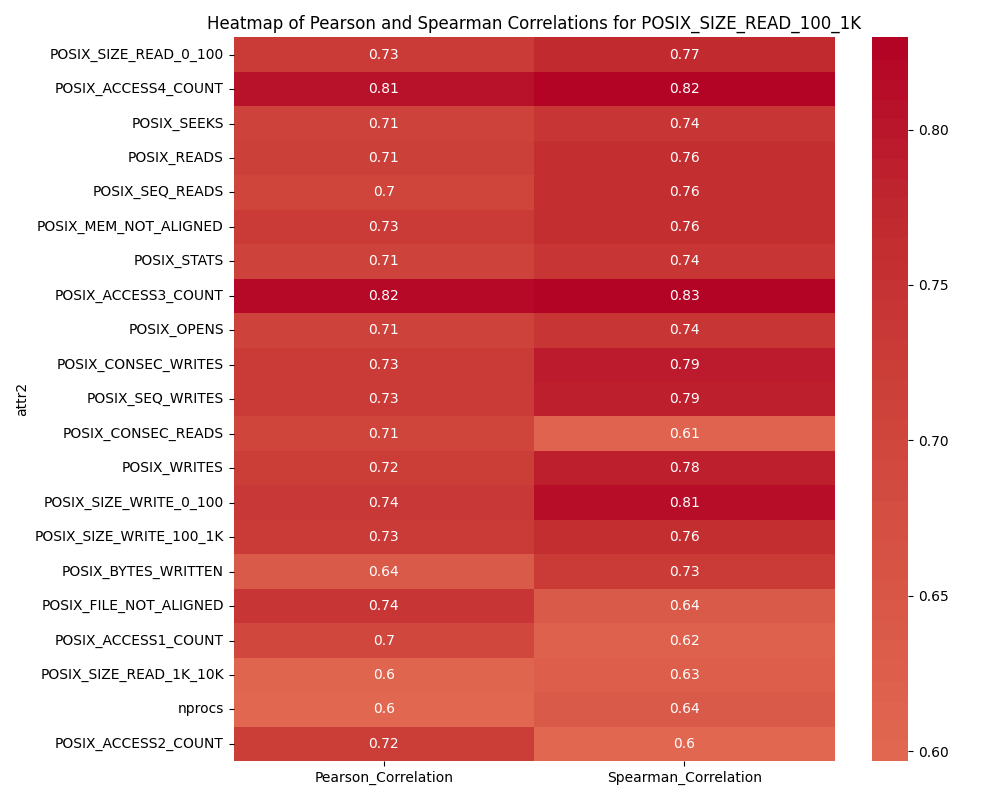 Heatmap of Pearson and Spearman Correlations for POSIX_SIZE_READ_100_1K
POSIX_SIZE_READ_0_100 0.73 0.77
POSIX_ACCESS4_COUNT 0.81 0.82
POSIX_SEEKS 0.71 0.74
POSIX_READS 0.71 0.76
POSIX_SEQ_READS 0.7 0.76
POSIX_MEM_NOT_ALIGNED 0.73 0.76
POSIX_STATS 0.71 0.74
POSIX_ACCESS3_COUNT 0.82 0.83
POSIX_OPENS 0.71 0.74
POSIX_CONSEC_WRITES 0.73 0.79
POSIX_SEQ_WRITES 0.73 0.79
POSIX_CONSEC_READS 0.71 0.61
POSIX_WRITES 0.72 0.78
POSIX_SIZE_WRITE_0_100 0.74 0.81
POSIX_SIZE_WRITE_100_1K 0.73 0.76
POSIX_BYTES_WRITTEN 0.64 0.73
POSIX_FILE_NOT_ALIGNED 0.74 0.64
POSIX_ACCESS1_COUNT 0.7 0.62
POSIX_SIZE_READ_1K_10K 0.6 0.63
nprocs 0.6 0.64
POSIX_ACCESS2_COUNT 0.72 0.6
attr2
Pearson_Correlation Spearman_Correlation
0.80
0.75
0.70
0.65
0.60